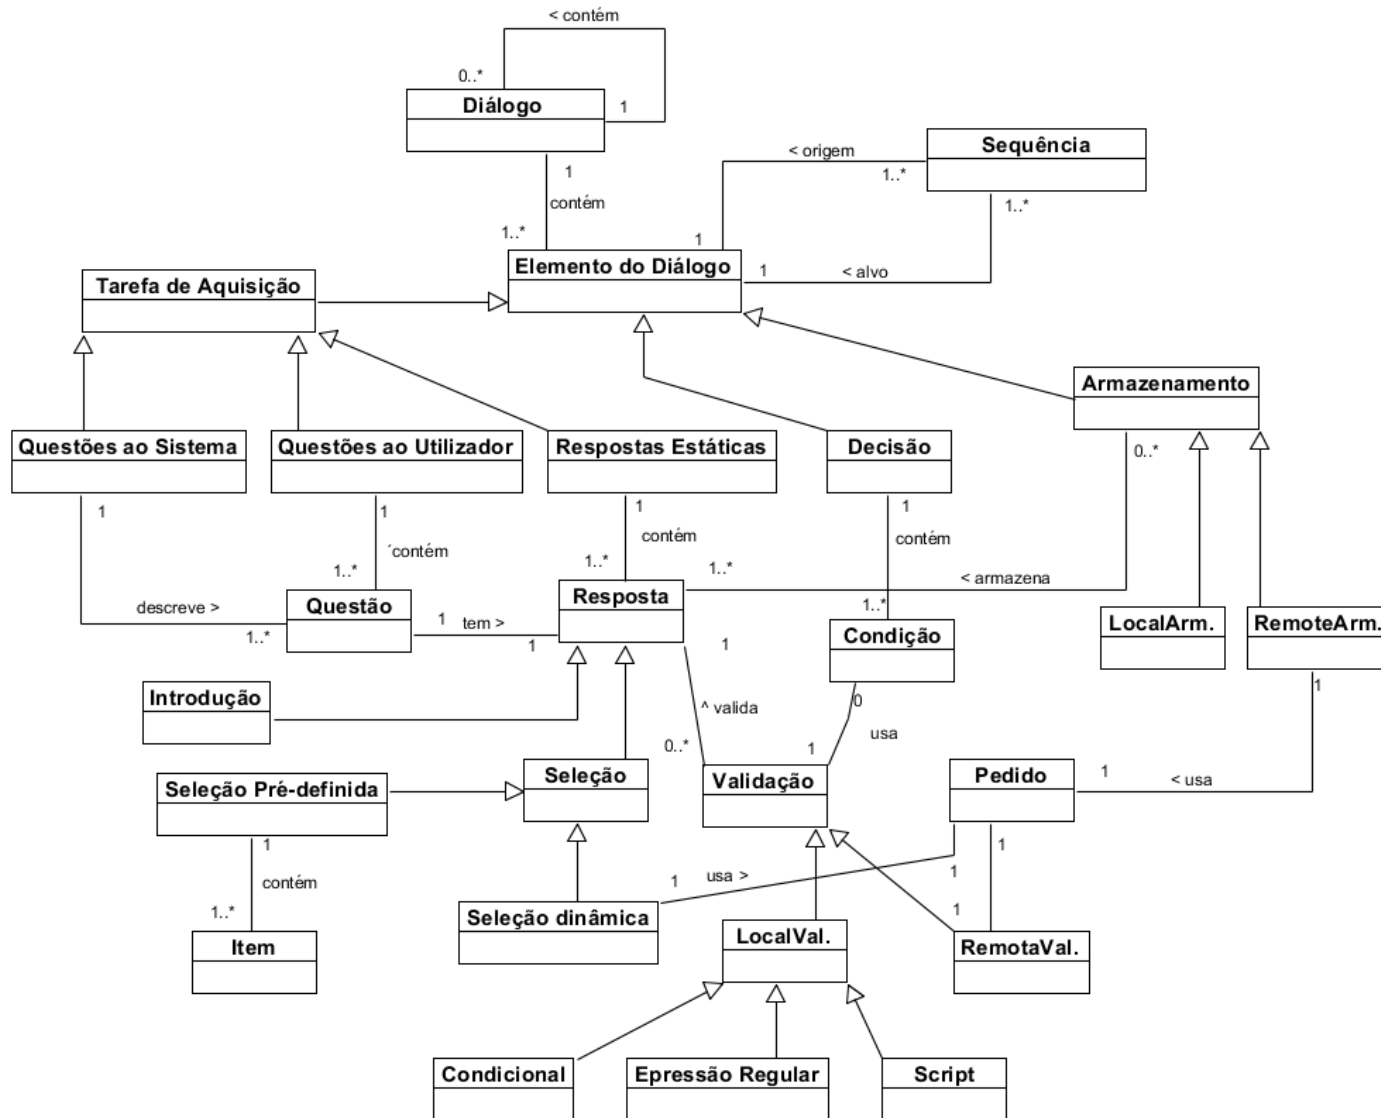 < contém
0..*
Diálogo
1
Sequência
< origem
1
1..*
contém
1..*
1..*
1
Elemento do Diálogo
1
< alvo
Tarefa de Aquisição
Armazenamento
Questões ao Sistema
Questões ao Utilizador
Respostas Estáticas
Decisão
0..*
1
1
1
1
contém
contém
´contém
1..*
1..*
1..*
< armazena
Resposta
Questão
descreve >
1..*
1..*
LocalArm.
RemoteArm.
1
tem >
1
1
Condição
1
Introdução
0
^ valida
usa
0..*
1
Seleção
Validação
Pedido
1
< usa
Seleção Pré-definida
1
1
contém
usa >
1
1
1..*
1
Seleção dinâmica
LocalVal.
RemotaVal.
Item
Condicional
Epressão Regular
Script